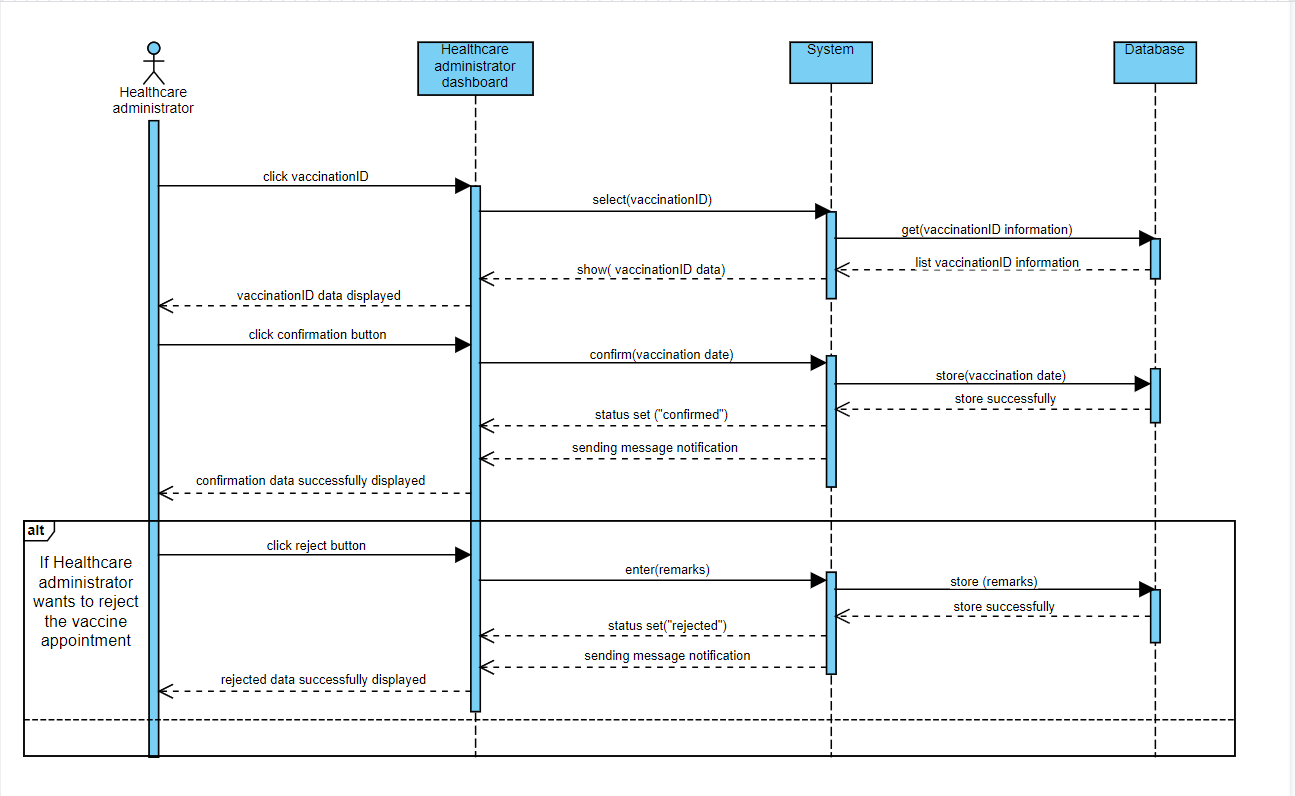 Healthcare
administrator
Healthcare
administrator
dashboard
System
Database
click vaccinationID
select(vaccinationID)
get(vaccinationID information)
list vaccinationID information
show( vaccinationID data)
vaccinationID data displayed
click confirmation button
confirm(vaccination date)
store(vaccination date)
store successfully
status set ("confirmed")
sending message notification
confirmation data successfully displayed
alt
If Healthcare
administrator
wants to reject
the vaccine
appointment
click reject button
enter(remarks)
store (remarks)
store successfully
status set("rejected")
sending message notification
rejected data successfully displayed